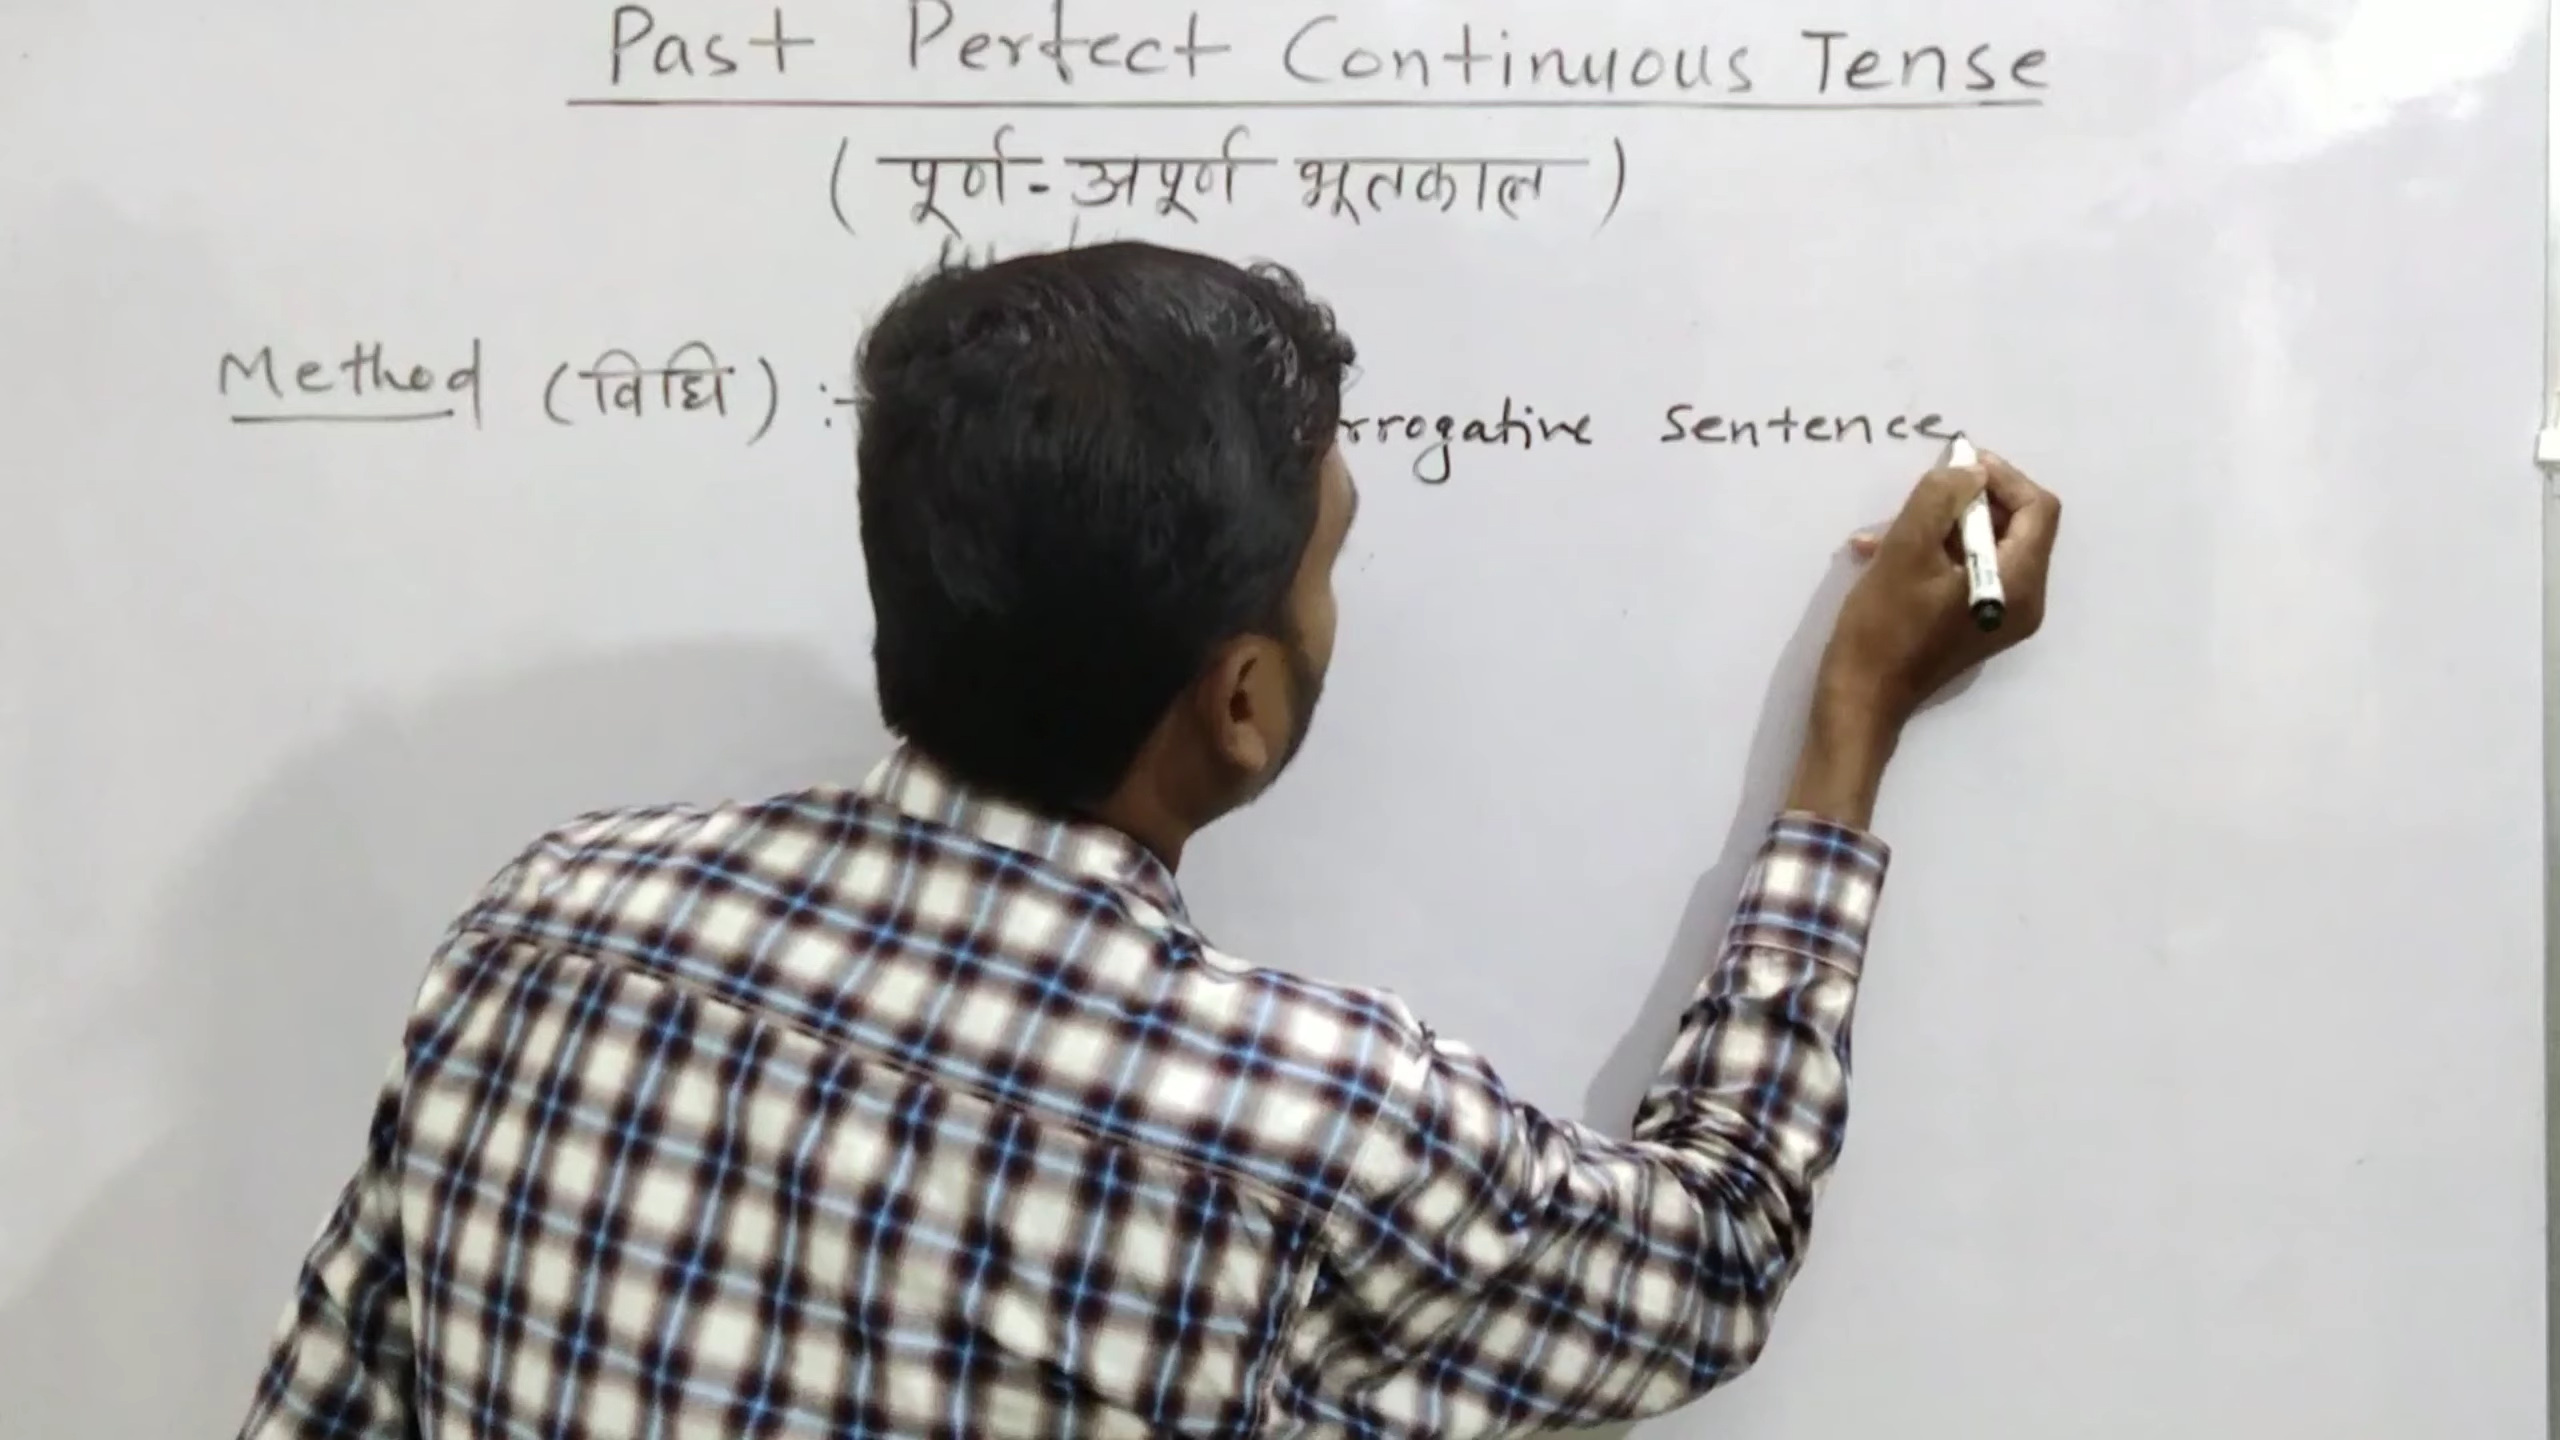 Past Perfect Continuous Tense
(पूर्ण-अपूर्ण भूतकाल)
Method (विधि) :- rrogative Sentence